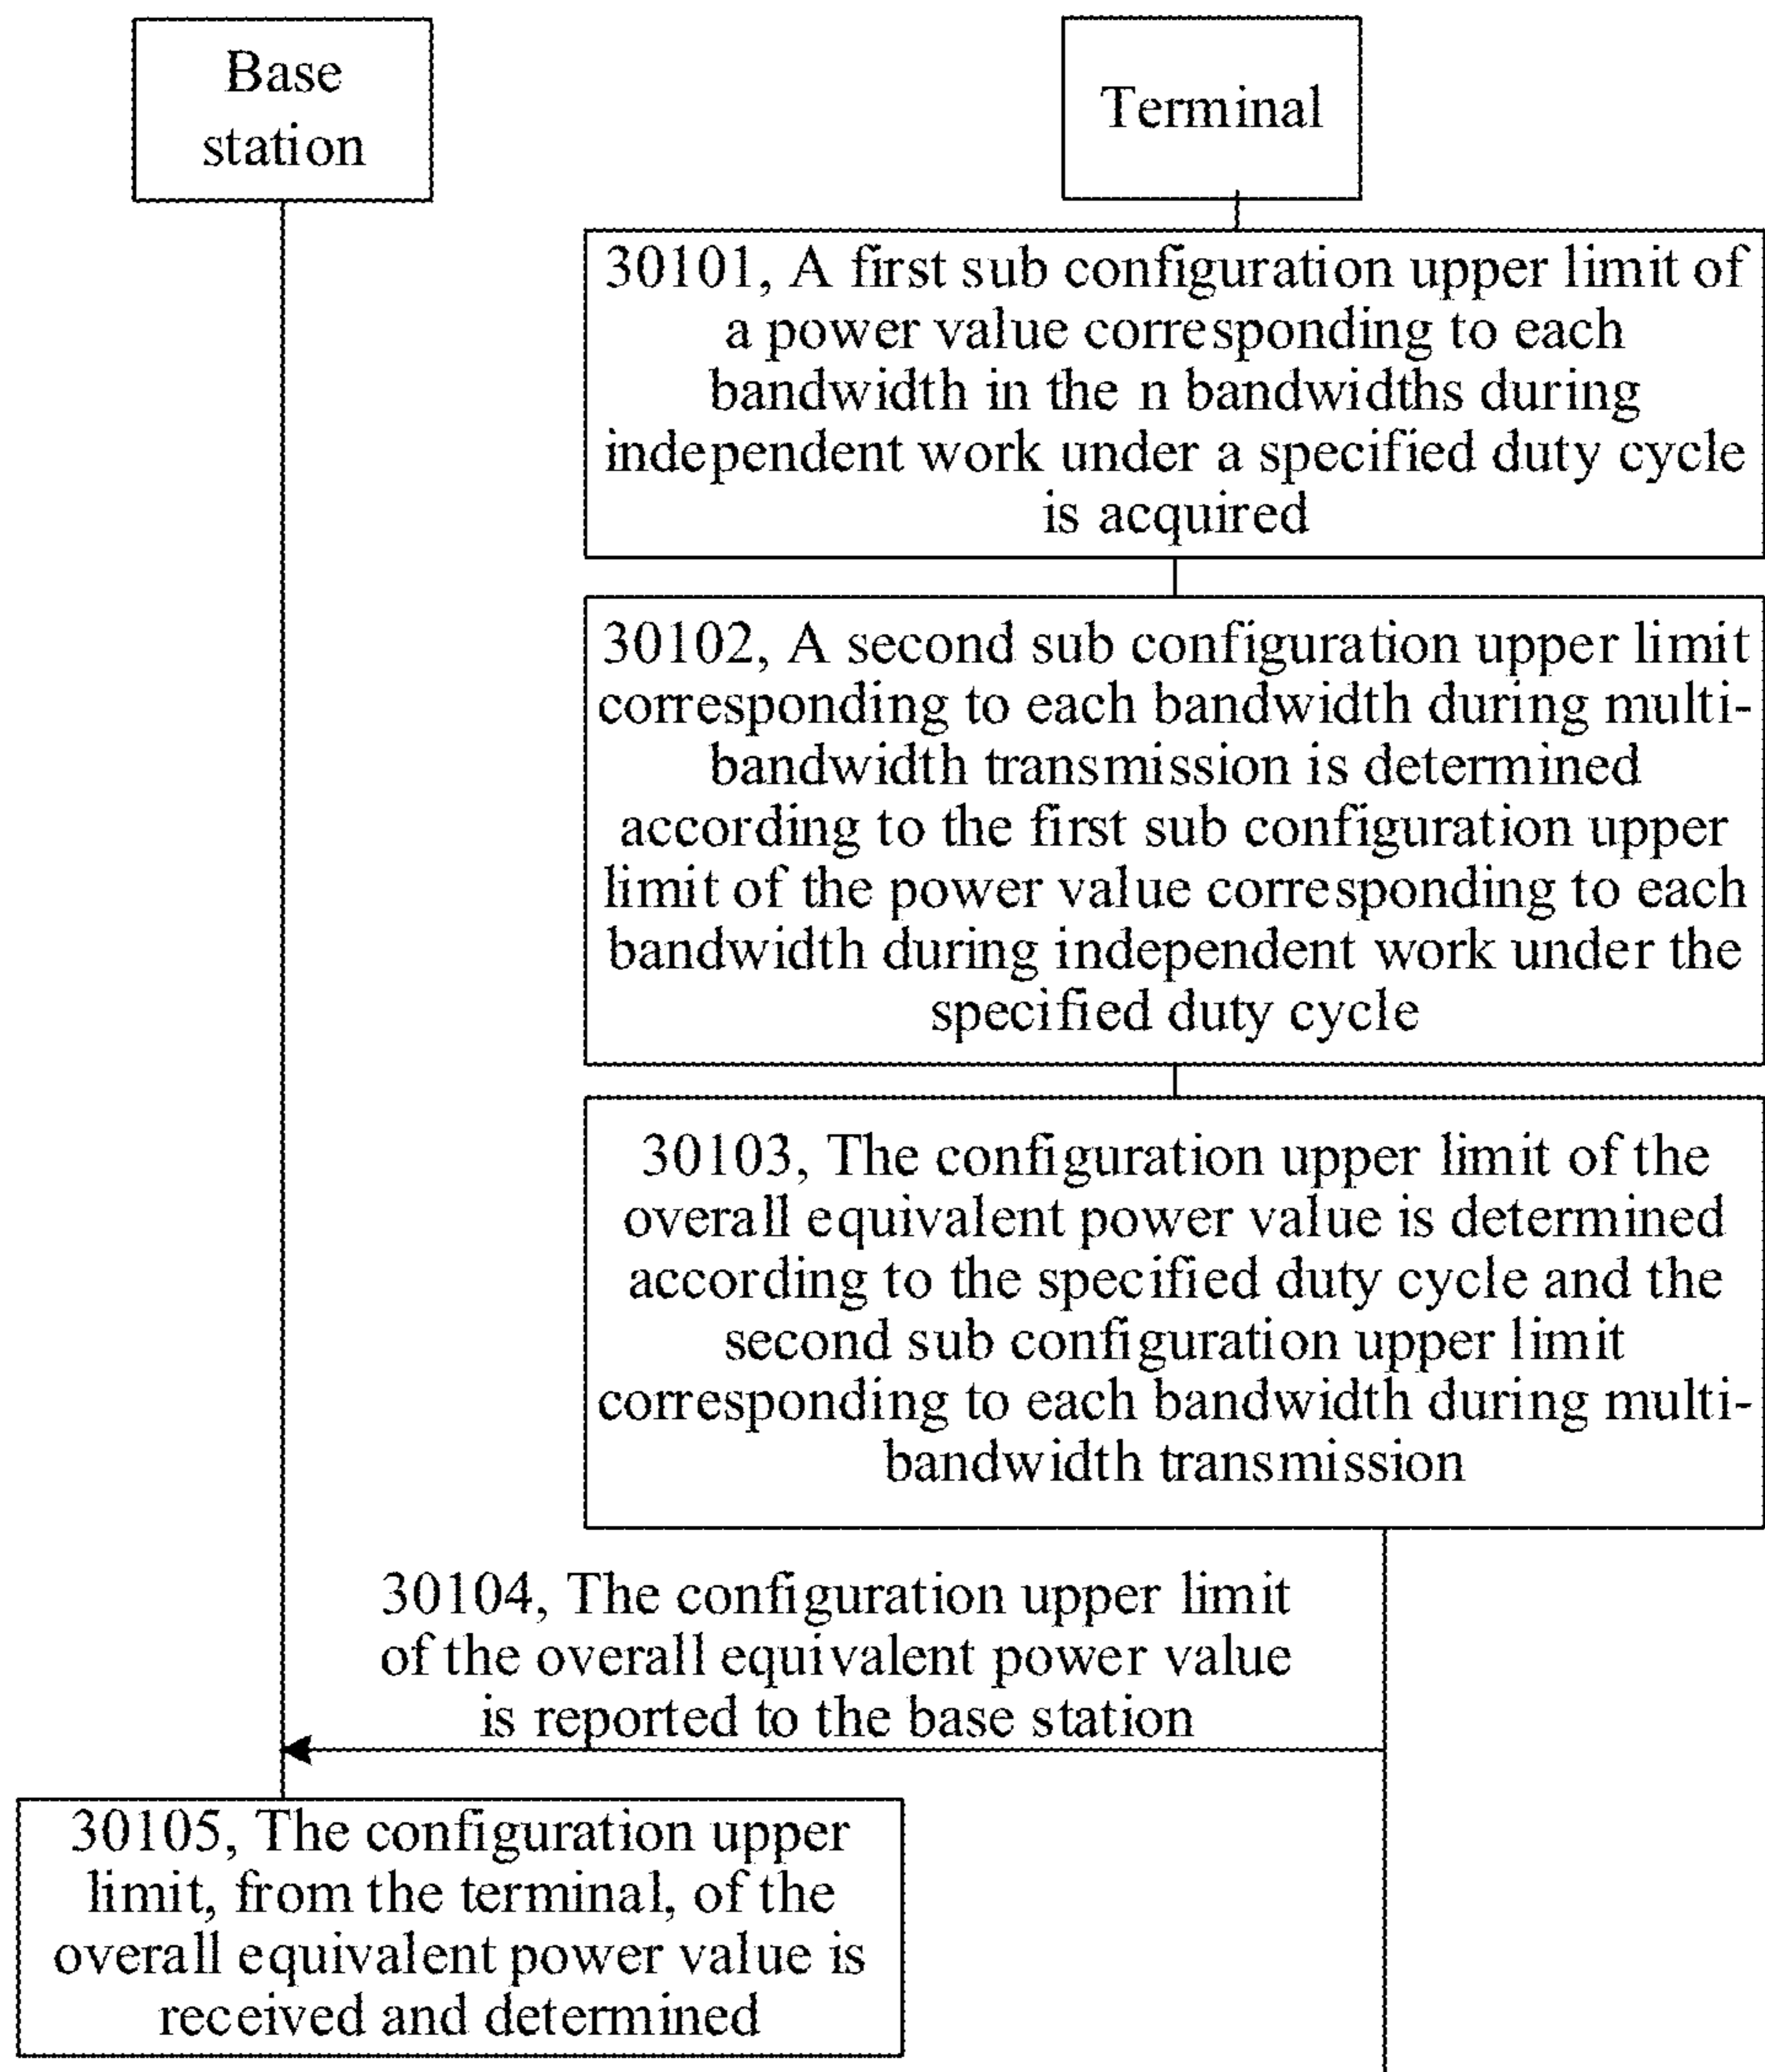 Base
station
Terminal
30101, A first sub configuration upper limit of
a power value corresponding to each
bandwidth in the n bandwidths during
independent work under a specified duty cycle
is acquired
30102, A second sub configuration upper limit
corresponding to each bandwidth during multi-
bandwidth transmission is determined
according to the first sub configuration upper
limit of the power value corresponding to each
bandwidth during independent work under the
specified duty cycle
30103, The configuration upper limit of the
overall equivalent power value is determined
according to the specified duty cycle and the
second sub configuration upper limit
corresponding to each bandwidth during multi-
bandwidth transmission
30104, The configuration upper limit
of the overall equivalent power value
is reported to the base station
30105, The configuration upper
limit, from the terminal, of the
overall equivalent power value is
received and determined